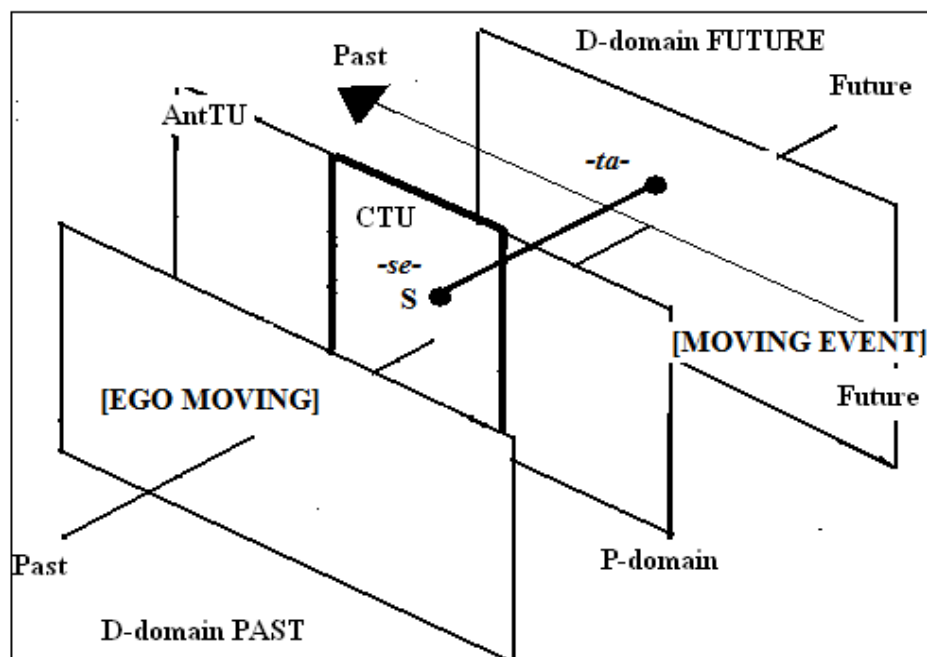 D-domain FUTURE
Past
Future
AntTU
-ta-
CTU
-se-
S
[MOVING EVENT]
[EGO MOVING]
Future
Past
P-domain
D-domain PAST